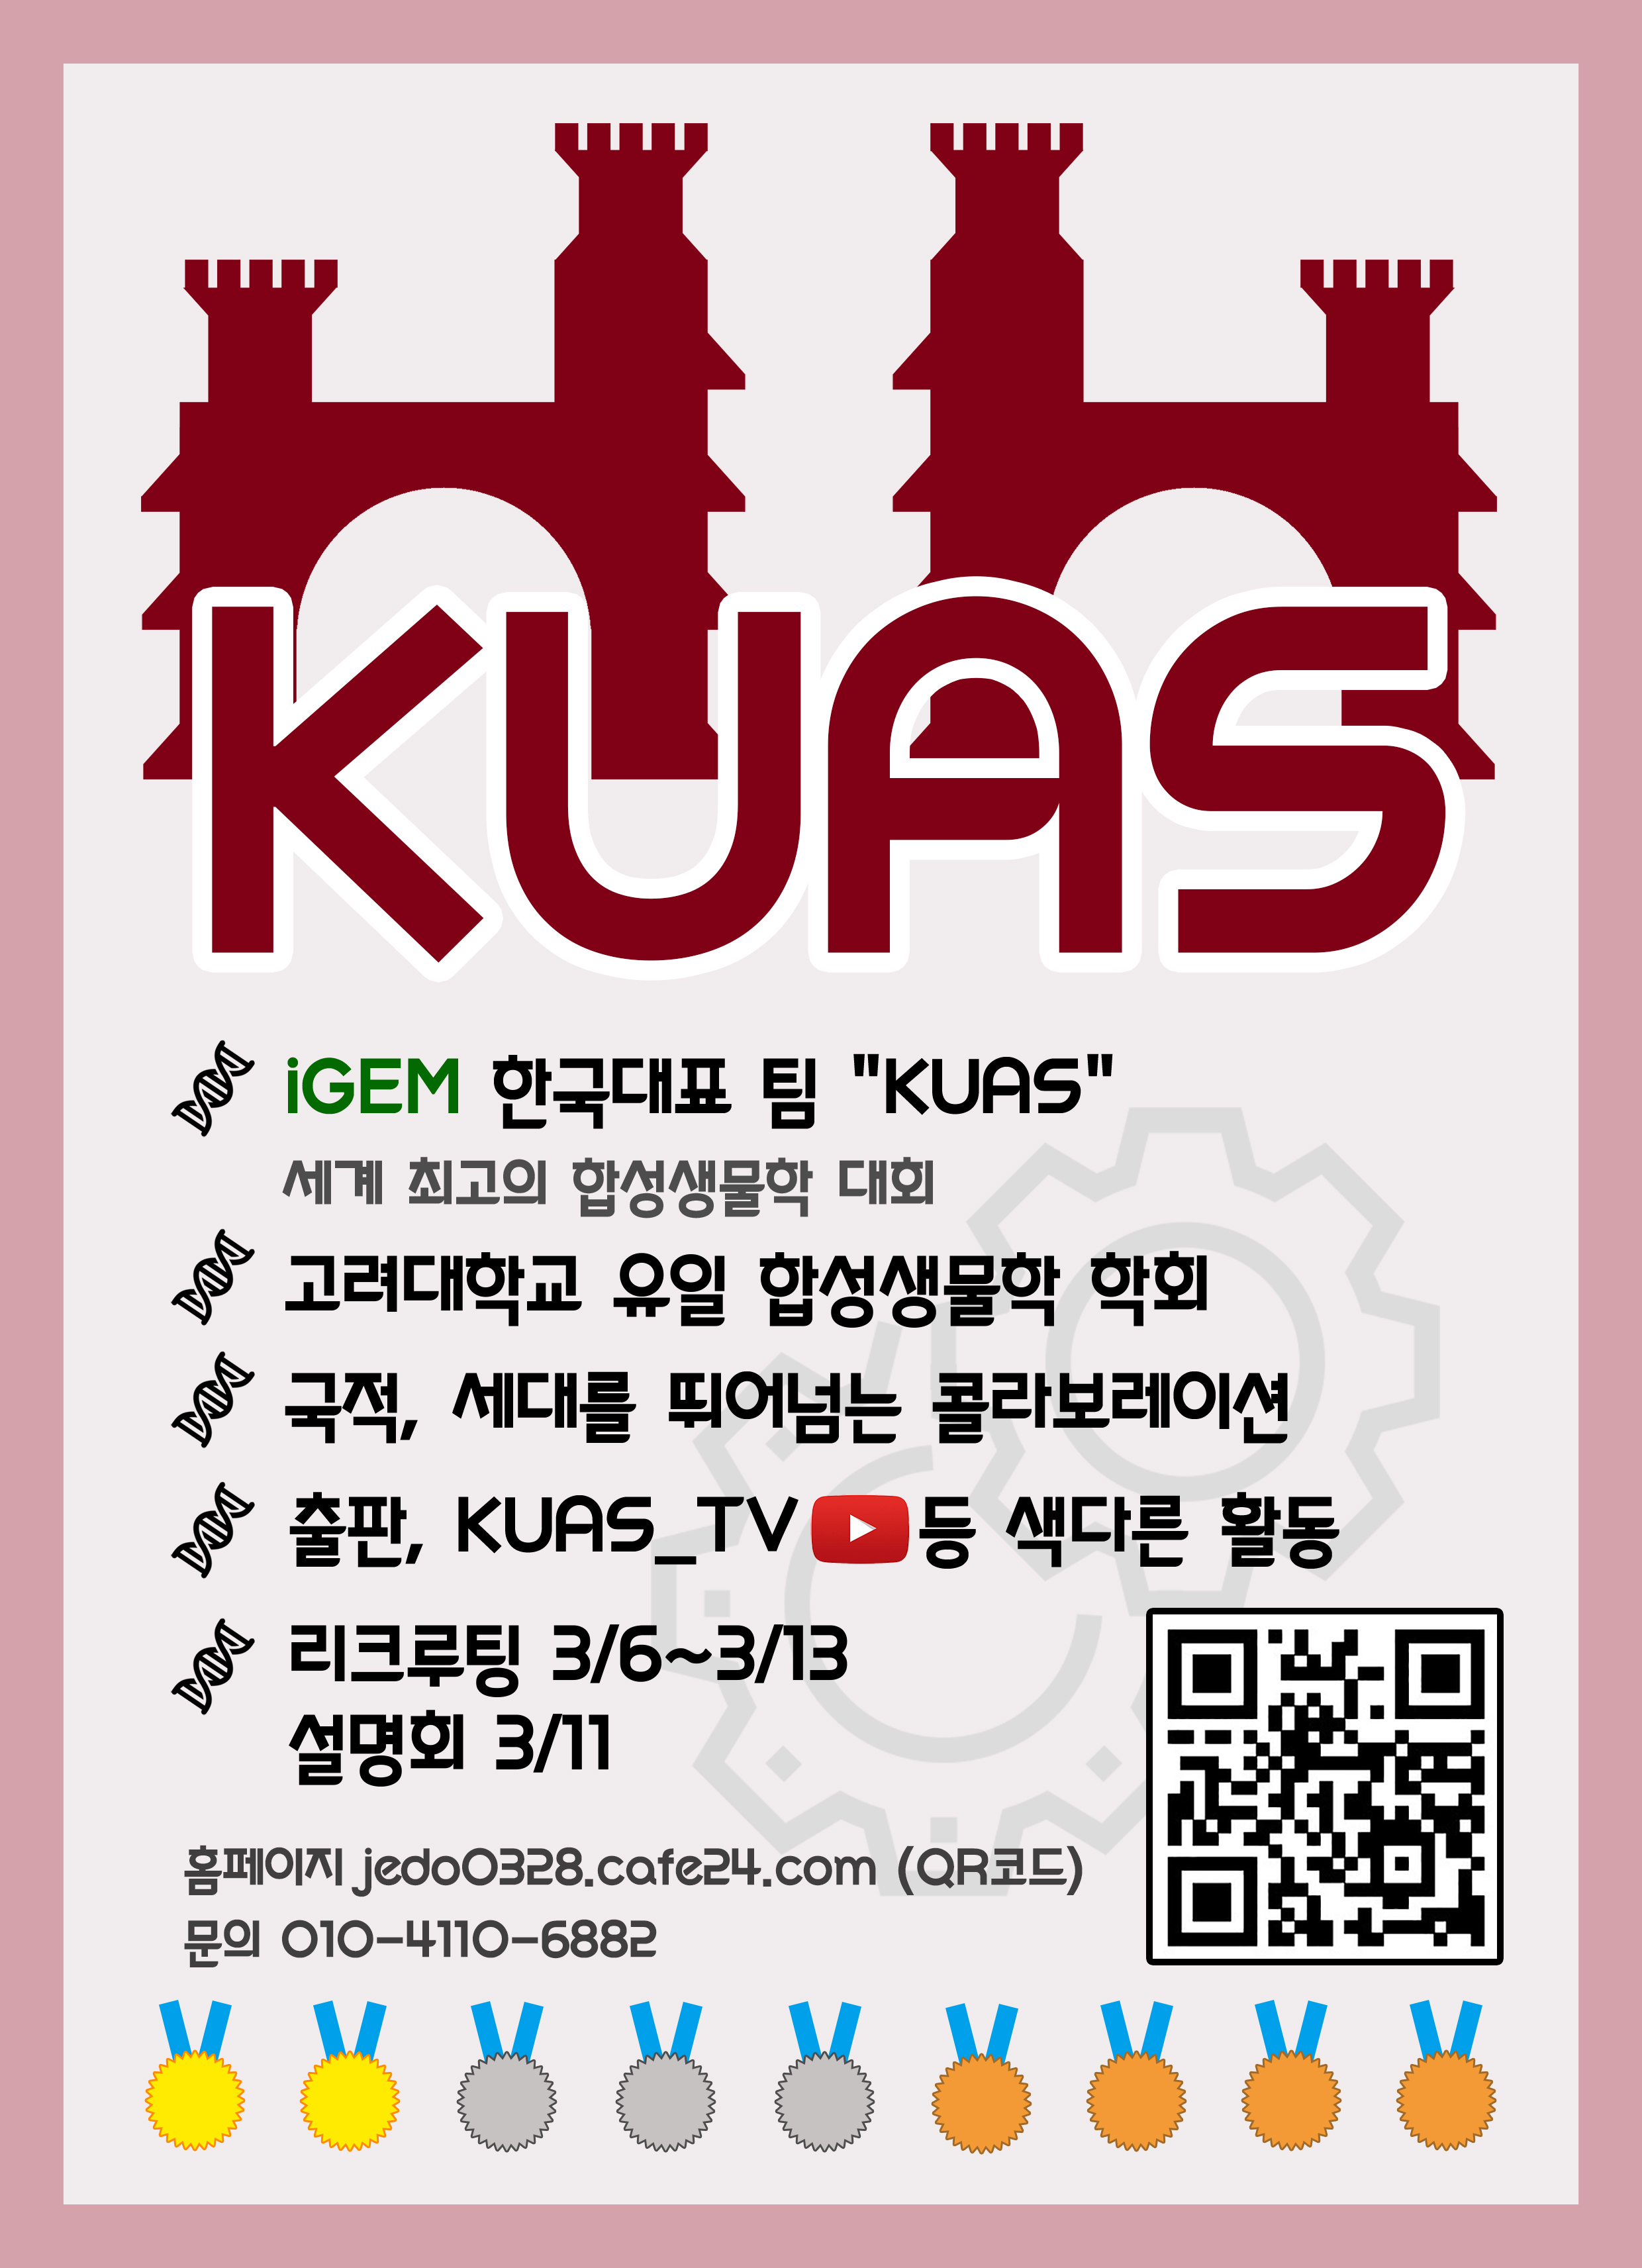 KUAS
iGEM 한국대표 팀 "KUAS"
세계 최고의 합성생물학 대회
고려대학교 유일 합성생물학 학회
국적, 세대를 뛰어넘는 콜라보레이션
출판, KUAS_TV 등 색다른 활동
리크루팅 3/6~3/13
설명회 3/11
홈페이지 jedo0328.cafe24.com (QR코드)
문의 010-4110-6882